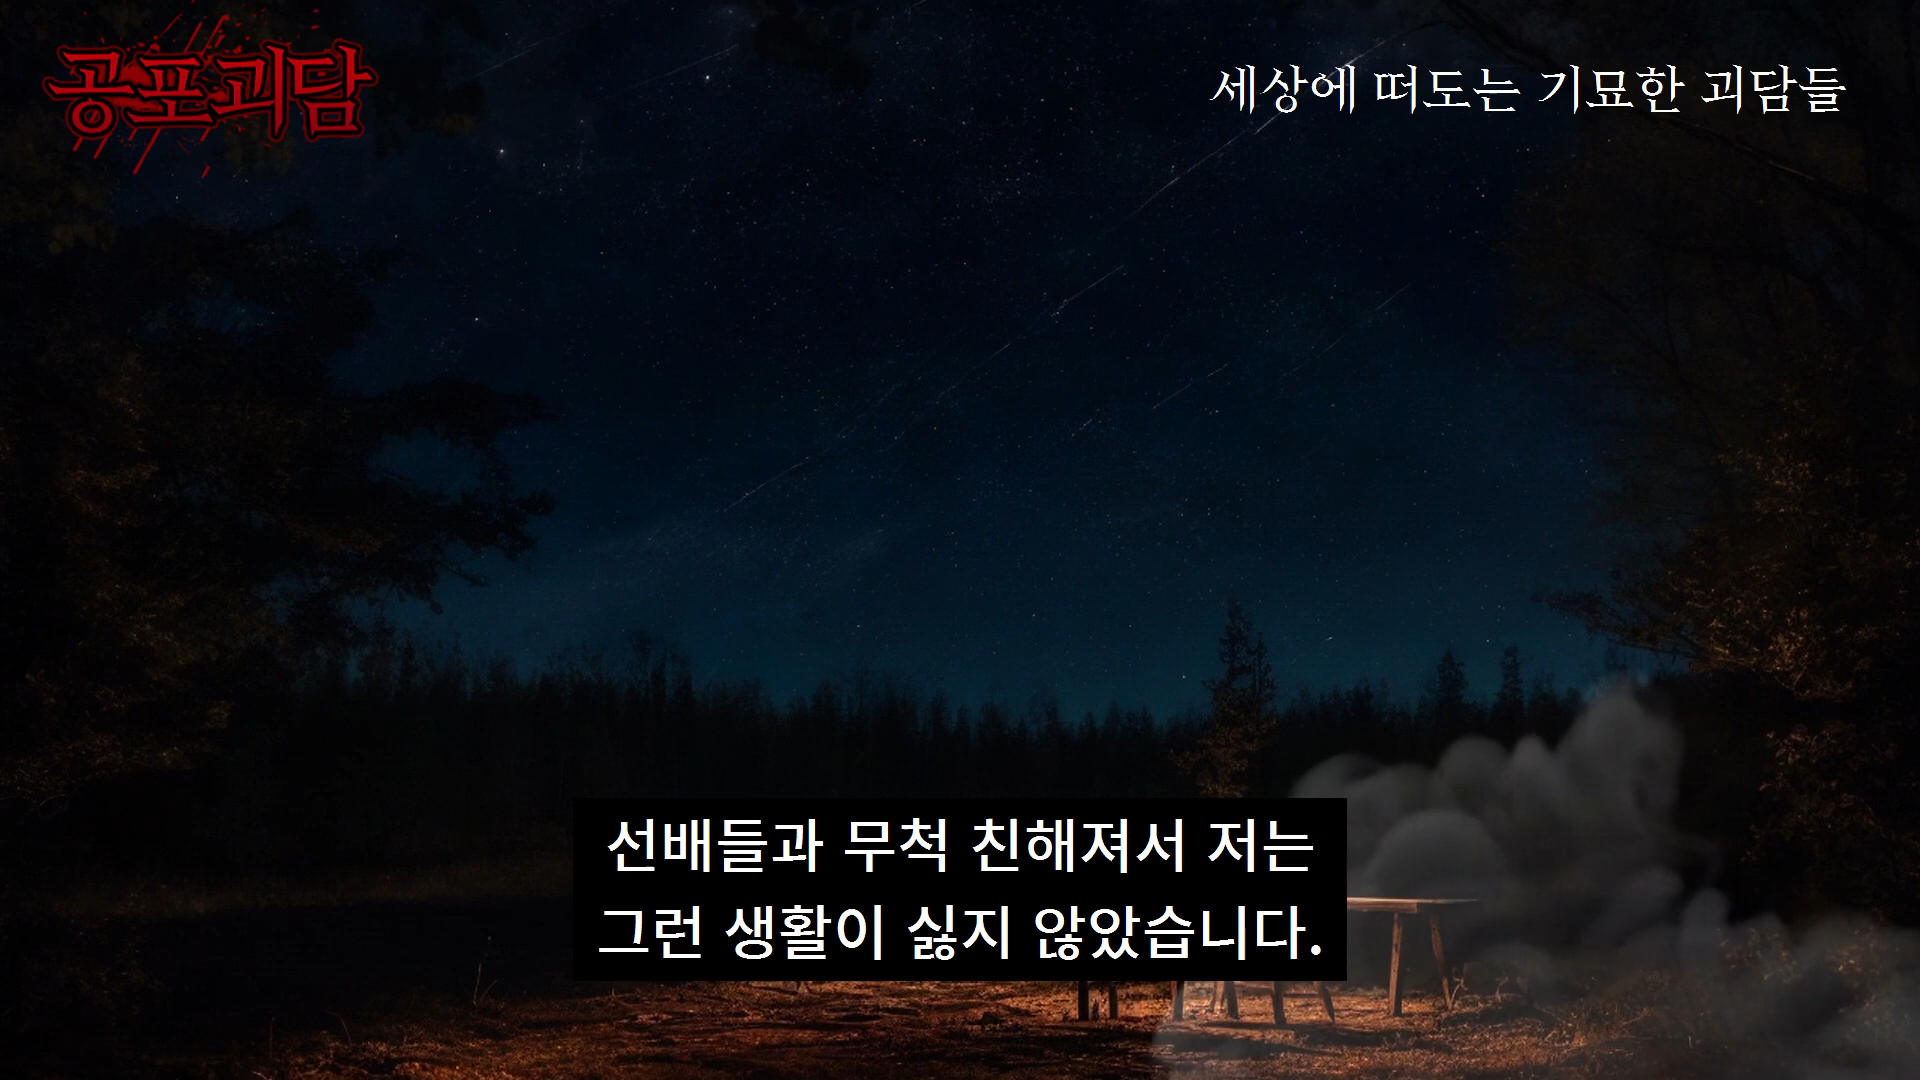 공포괴담
세상에 떠도는 기묘한 괴담들
선배들과 무척 친해져서 저는
그런 생활이 싫지 않았습니다.